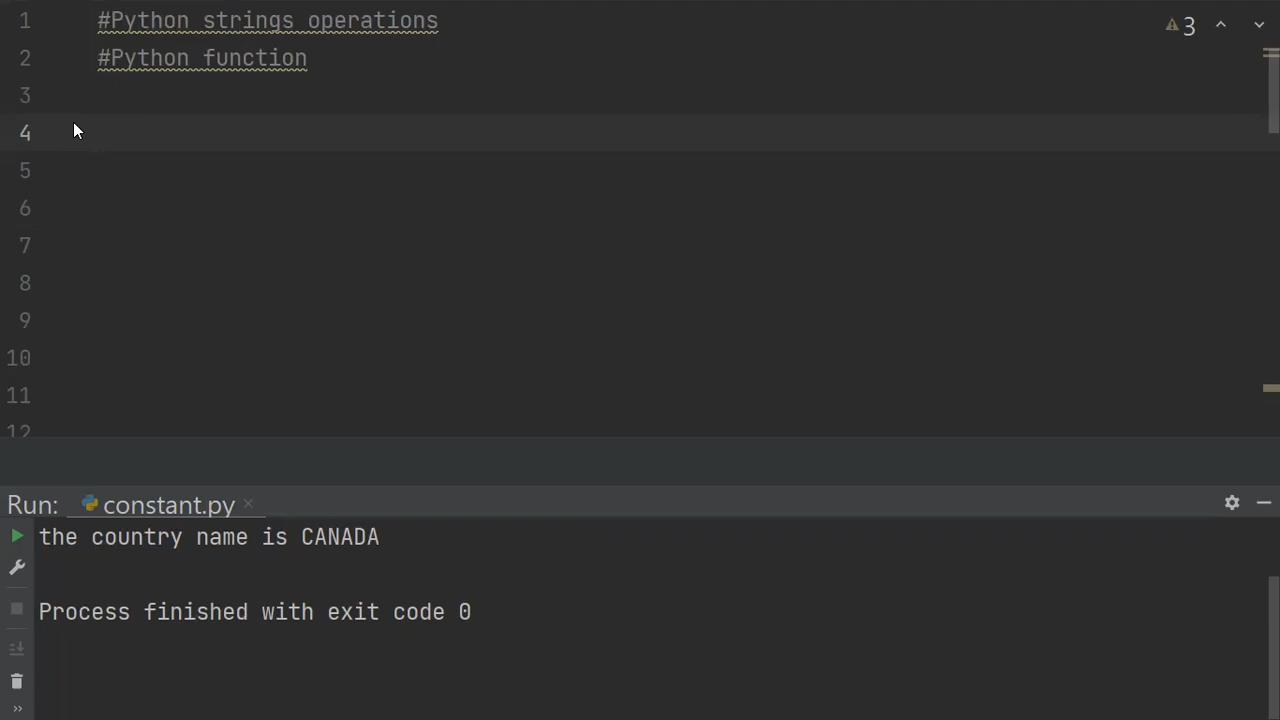 1 #Python strings operations
2 #Python function
3
4
5
6
7
8
9
10
11
12
3
Run: constant.py
the country name is CANADA
Process finished with exit code 0